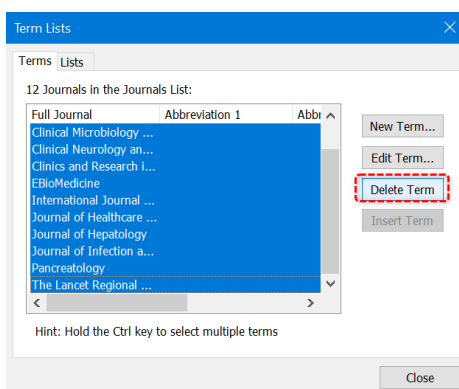 Term Lists
Terms Lists
12 Journals in the Journals List:
Full Journal Abbreviation 1 Abbr
Clinical Microbiology ...
Clinical Neurology an...
Clinics and Research i...
EBioMedicine
International Journal ...
Journal of Healthcare ...
Journal of Hepatology
Journal of Infection a...
Pancreatology
The Lancet Regional ...
New Term...
Edit Term...
Delete Term
Insert Term
Hint: Hold the Ctrl key to select multiple terms
Close